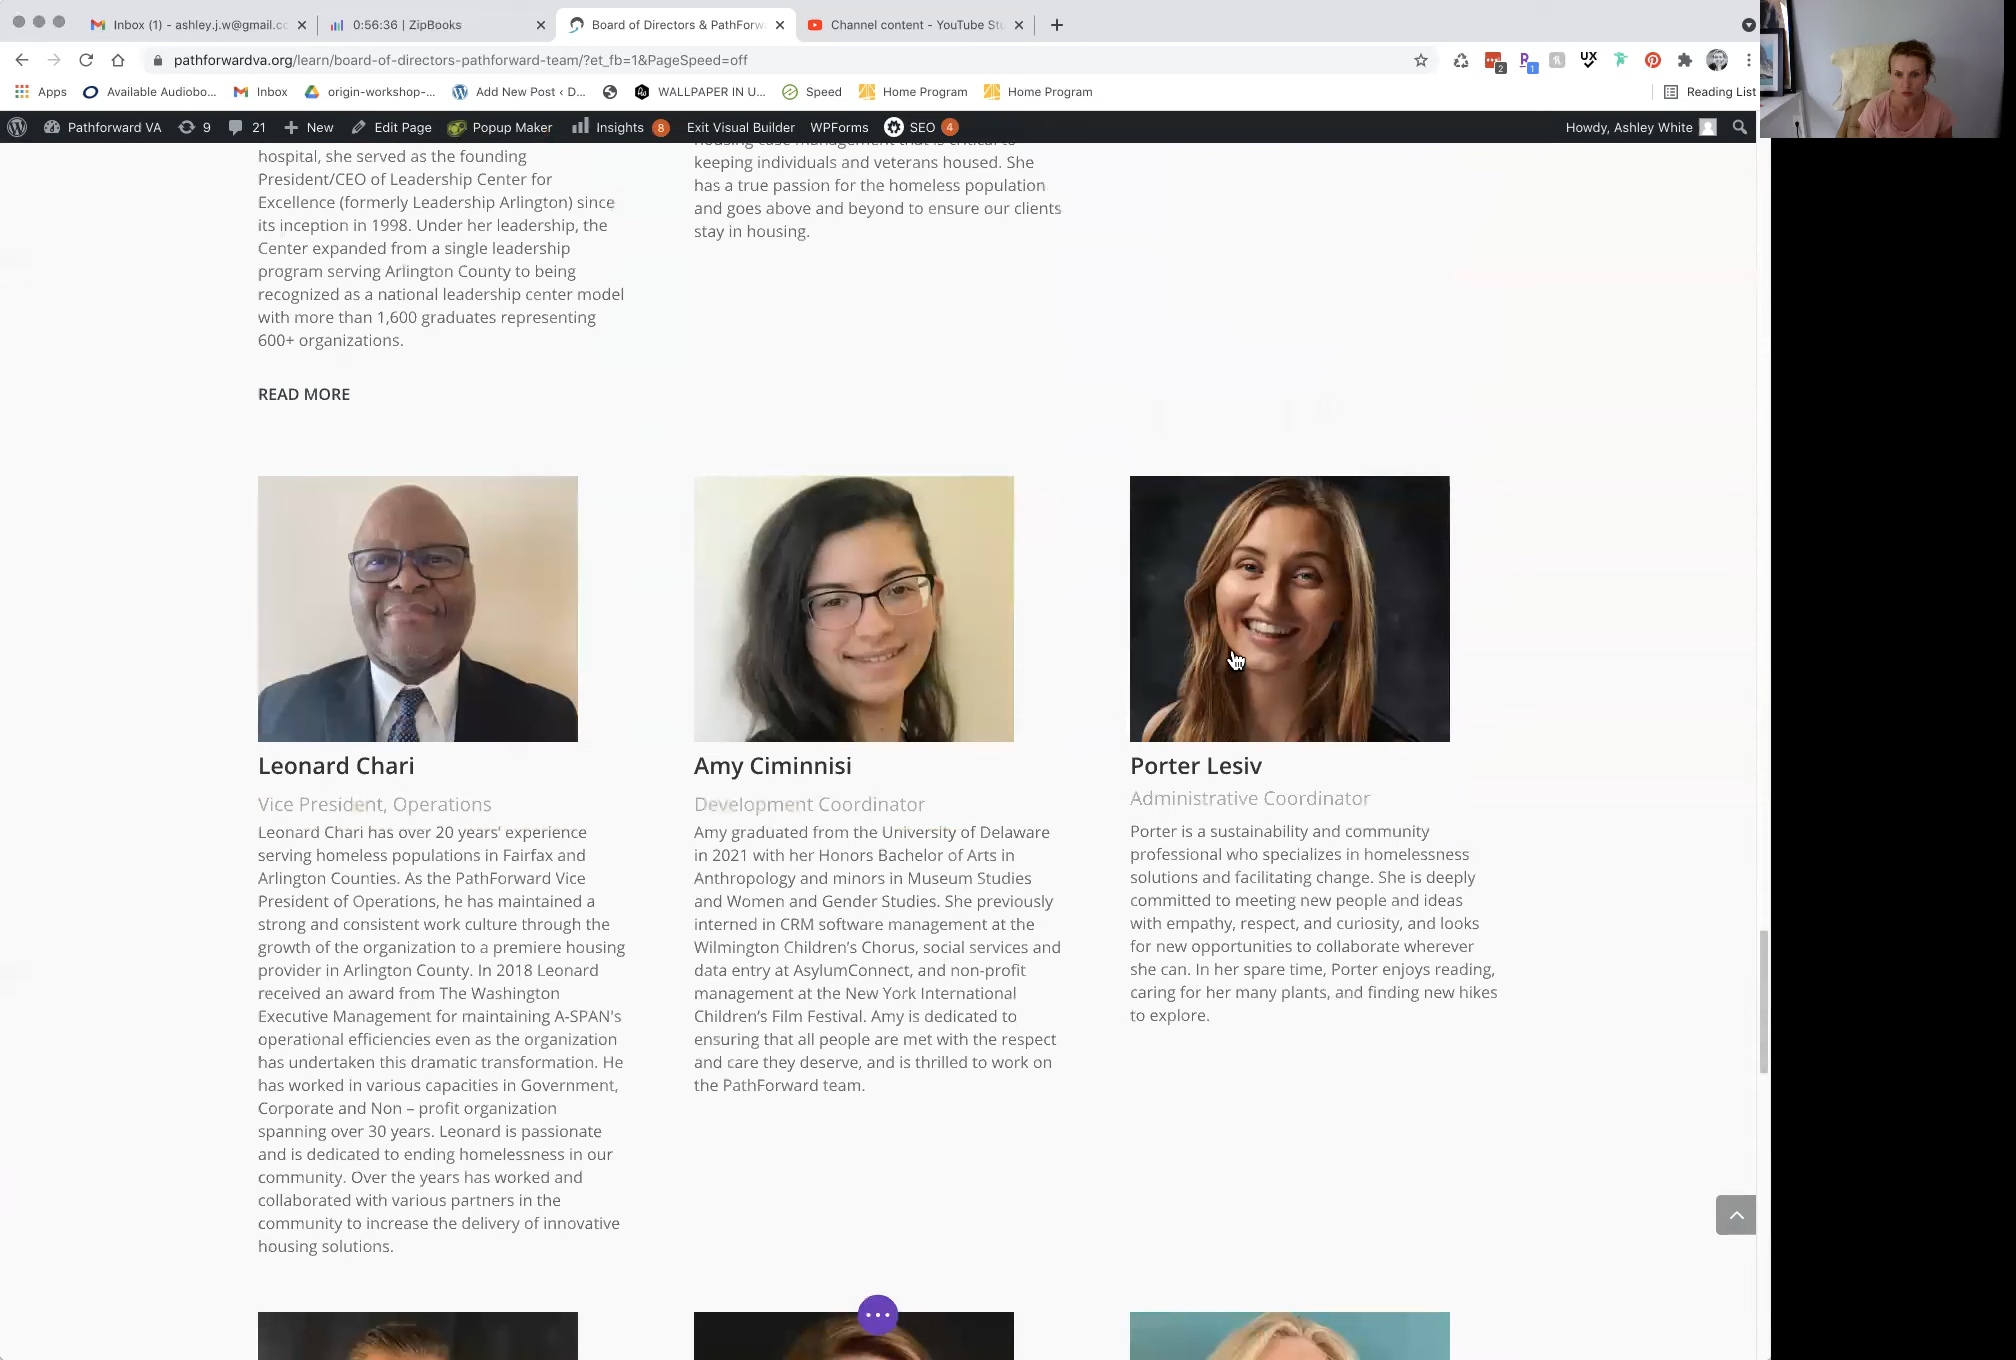 Inbox (1) - ashley.j.w@gmail.cc
0:56:36 | ZipBooks
Board of Directors & PathForw
Channel content - YouTube Stu
pathforwardva.org/learn/board-of-directors-pathforward-team/?et_fb=1&PageSpeed=off
2
1
UX
Apps
Available Audiobo...
Inbox
origin-workshop-...
Add New Post ‹ D...
WALLPAPER IN U...
Speed
Home Program
Home Program
Reading List
Pathforward VA
9
21
New
Edit Page
Popup Maker
Insights 8
Exit Visual Builder
WPForms
SEO 4
Howdy, Ashley White
hospital, she served as the founding
President/CEO of Leadership Center for
Excellence (formerly Leadership Arlington) since
its inception in 1998. Under her leadership, the
Center expanded from a single leadership
program serving Arlington County to being
recognized as a national leadership center model
with more than 1,600 graduates representing
600+ organizations.
READ MORE
housing case management that is critical to
keeping individuals and veterans housed. She
has a true passion for the homeless population
and goes above and beyond to ensure our clients
stay in housing.
Leonard Chari
Vice President, Operations
Leonard Chari has over 20 years' experience
serving homeless populations in Fairfax and
Arlington Counties. As the PathForward Vice
President of Operations, he has maintained a
strong and consistent work culture through the
growth of the organization to a premiere housing
provider in Arlington County. In 2018 Leonard
received an award from The Washington
Executive Management for maintaining A-SPAN's
operational efficiencies even as the organization
has undertaken this dramatic transformation. He
has worked in various capacities in Government,
Corporate and Non – profit organization
spanning over 30 years. Leonard is passionate
and is dedicated to ending homelessness in our
community. Over the years has worked and
collaborated with various partners in the
community to increase the delivery of innovative
housing solutions.
Amy Ciminnisi
Development Coordinator
Amy graduated from the University of Delaware
in 2021 with her Honors Bachelor of Arts in
Anthropology and minors in Museum Studies
and Women and Gender Studies. She previously
interned in CRM software management at the
Wilmington Children's Chorus, social services and
data entry at AsylumConnect, and non-profit
management at the New York International
Children's Film Festival. Amy is dedicated to
ensuring that all people are met with the respect
and care they deserve, and is thrilled to work on
the PathForward team.
Porter Lesiv
Administrative Coordinator
Porter is a sustainability and community
professional who specializes in homelessness
solutions and facilitating change. She is deeply
committed to meeting new people and ideas
with empathy, respect, and curiosity, and looks
for new opportunities to collaborate wherever
she can. In her spare time, Porter enjoys reading,
caring for her many plants, and finding new hikes
to explore.